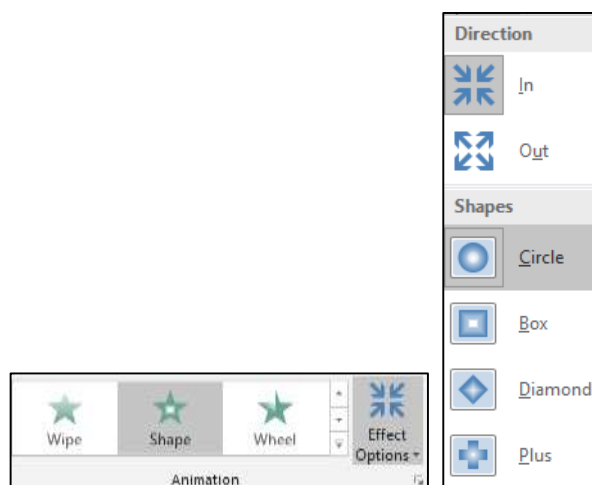 Direction
In
Out
Shapes
Circle
Box
Diamond
Plus
Wipe
Shape
Wheel
Effect
Options
Animation